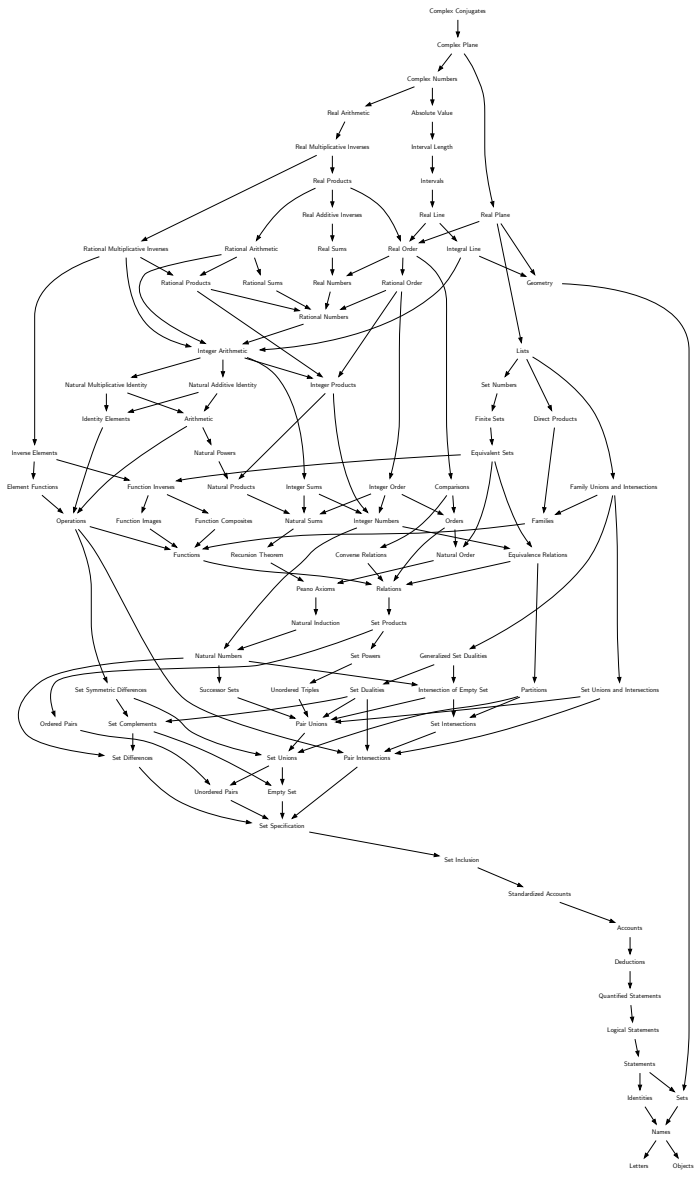 Complex Conjugates
Complex Plane
Complex Numbers
Real Arithmetic
Absolute Value
Real Multiplicative Inverses
Interval Length
Real Products
Intervals
Real Additive Inverses
Real Line
Real Plane
Rational Multiplicative Inverses
Rational Arithmetic
Real Sums
Real Order
Integral Line
Rational Products
Rational Sums
Real Numbers
Rational Order
Geometry
Rational Numbers
Integer Arithmetic
Lists
Natural Multiplicative Identity
Natural Additive Identity
Integer Products
Set Numbers
Identity Elements
Arithmetic
Finite Sets
Direct Products
Inverse Elements
Natural Powers
Equivalent Sets
Element Functions
Function Inverses
Natural Products
Integer Sums
Integer Order
Comparisons
Family Unions and Intersections
Operations
Function Images
Function Composites
Natural Sums
Integer Numbers
Orders
Families
Functions
Recursion Theorem
Converse Relations
Natural Order
Equivalence Relations
Peano Axioms
Relations
Natural Induction
Set Products
Natural Numbers
Set Powers
Generalized Set Dualities
Set Symmetric Differences
Successor Sets
Unordered Triples
Set Dualities
Intersection of Empty Set
Partitions
Set Unions and Intersections
Ordered Pairs
Set Complements
Pair Unions
Set Intersections
Set Differences
Set Unions
Pair Intersections
Unordered Pairs
Empty Set
Set Specification
Set Inclusion
Standardized Accounts
Accounts
Deductions
Quantified Statements
Logical Statements
Statements
Identities
Sets
Names
Letters
Objects